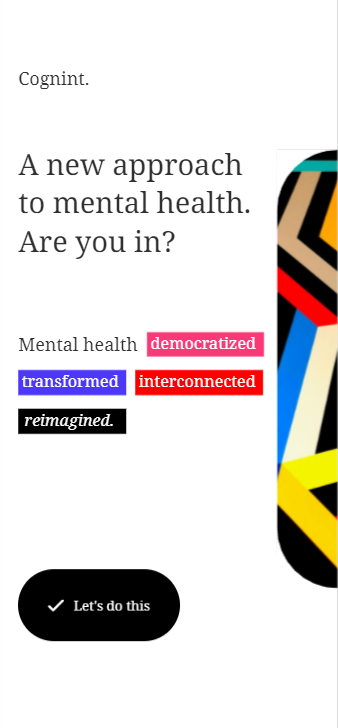 Cognint.
A new approach
to mental health.
Are you in?
Mental health democratized
transformed interconnected
reimagined.
Let's do this